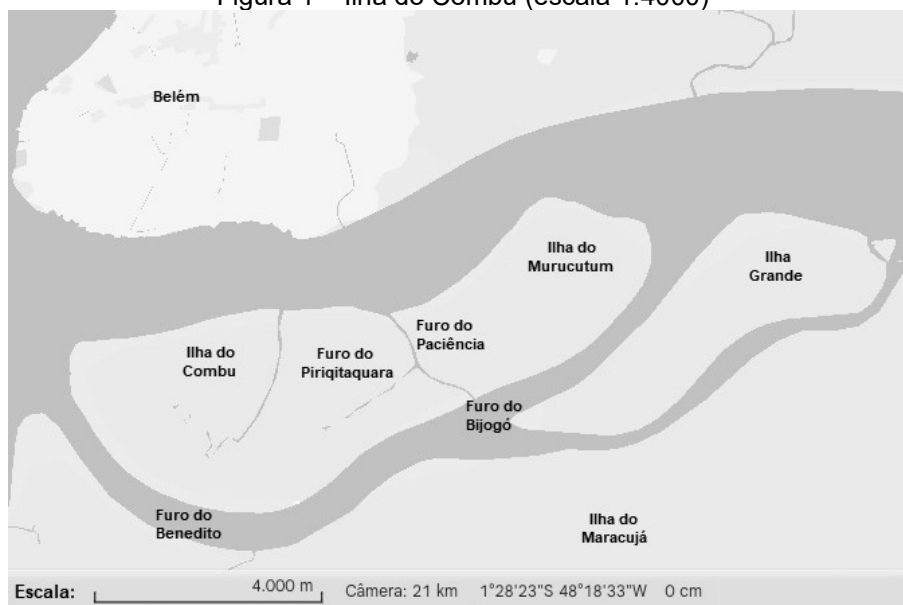 Figura 1 – Ilha do Combu (escala 1:4000)
Belém
Ilha do
Murucutum
Ilha
Grande
Furo do
Paciência
Ilha do
Combu
Furo do
Piriqitaquara
Furo do
Bijogó
Furo do
Benedito
Ilha do
Maracujá
Escala: 4.000 m Câmera: 21 km 1°28'23"S 48°18'33"W 0 cm